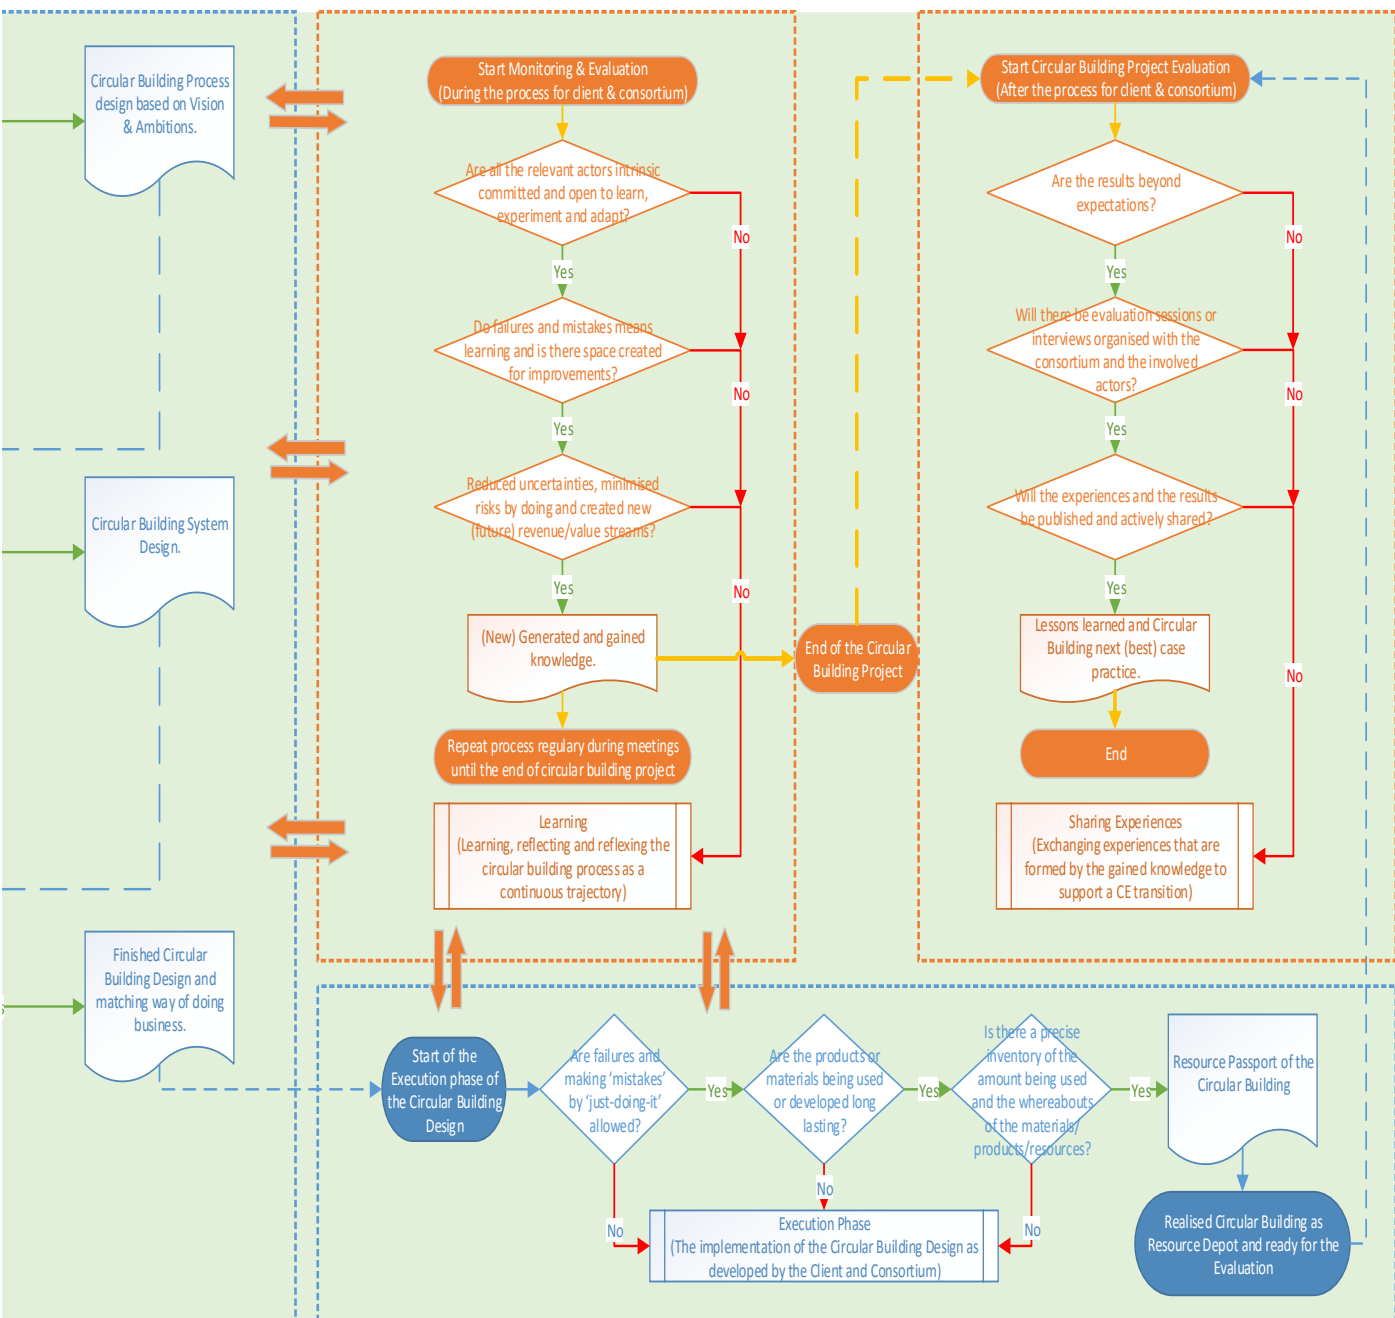 Circular Building Process
design based on Vision
& Ambitions.
Circular Building System
Design.
Finished Circular
Building Design and
matching way of doing
business.
Start Monitoring & Evaluation
(During the process for client & consortium)
Are all the relevant actors intrinsic
committed and open to learn,
experiment and adapt?
No
Yes
Do failures and mistakes means
learning and is there space created
for improvements?
No
Yes
Reduced uncertainties, minimised
risks by doing and created new
(future) revenue/value streams?
No
Yes
(New) Generated and gained
knowledge.
Repeat process regulary during meetings
until the end of circular building project
Learning
(Learning, reflecting and reflexing the
circular building process as a
continuous trajectory)
End of the Circular
Building Project
Start Circular Building Project Evaluation
(After the process for client & consortium)
Are the results beyond
expectations?
No
Yes
Will there be evaluation sessions or
interviews organised with the
consortium and the involved
actors?
No
Yes
Will the experiences and the results
be published and actively shared?
Yes
No
Lessons learned and Circular
Building next (best) case
practice.
End
Sharing Experiences
(Exchanging experiences that are
formed by the gained knowledge to
support a CE transition)
Start of the
Execution phase of
the Circular Building
Design
Are failures and
making ‘mistakes’
by ‘just-doing-it’
allowed?
Yes
No
Are the products or
materials being used
or developed long
lasting?
Yes
No
Is there a precise
inventory of the
amount being used
and the whereabouts
of the materials/
products/resources?
Yes
No
Resource Passport of the
Circular Building
Execution Phase
(The implementation of the Circular Building Design as
developed by the Client and Consortium)
Realised Circular Building as
Resource Depot and ready for the
Evaluation